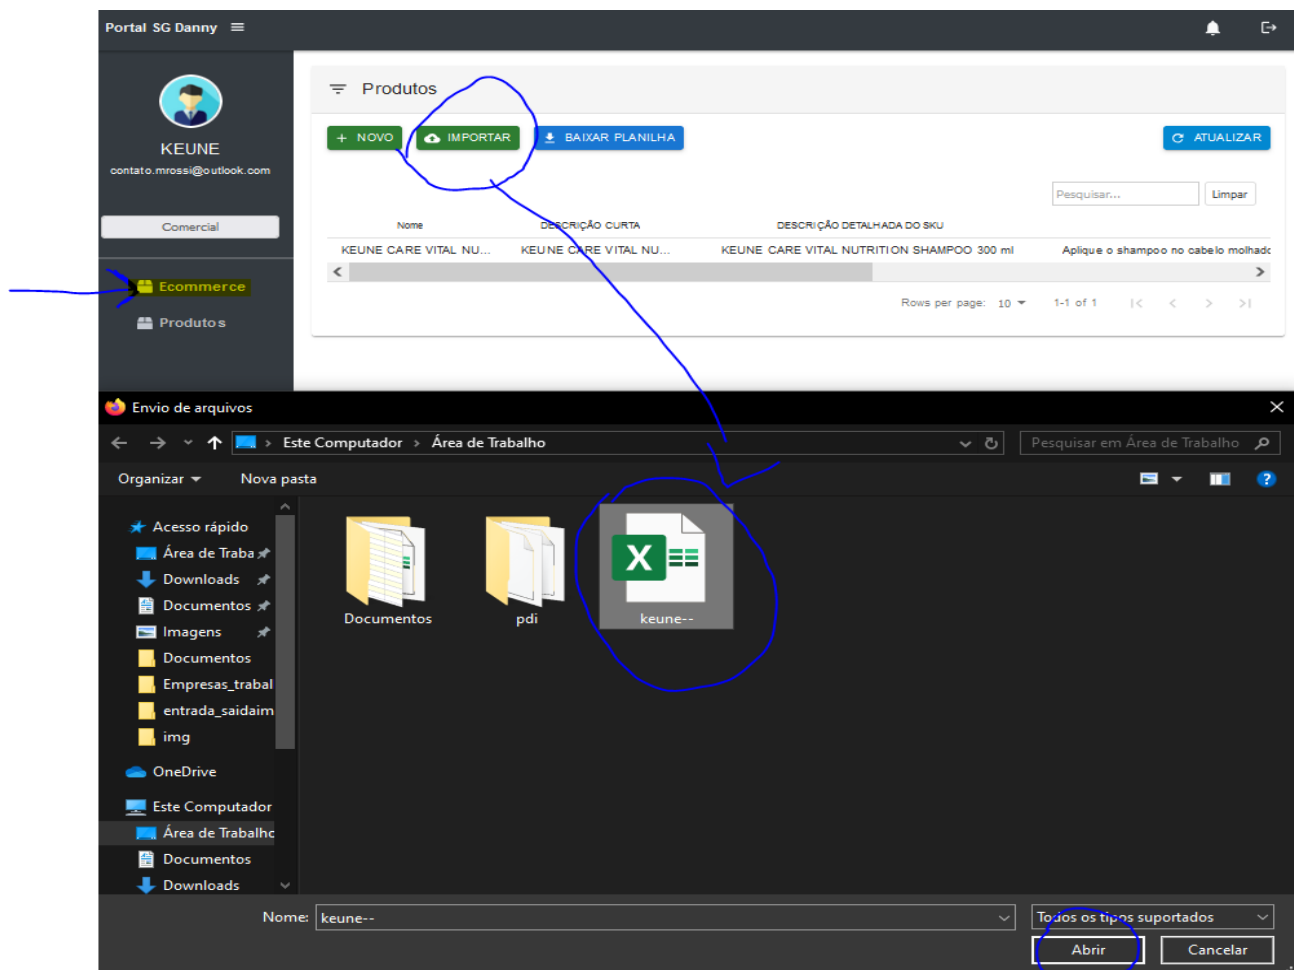 Portal SG Danny
KEUNE
contato.mrossi@outlook.com
Comercial
Ecommerce
Produtos
Produtos
+ NOVO
IMPORTAR
BAIXAR PLANILHA
ATUALIZAR
Pesquisar...
Limpar
Nome
DESCRIÇÃO CURTA
DESCRIÇÃO DETALHADA DO SKU
KEUNE CARE VITAL NU...
KEUNE CARE VITAL NU...
KEUNE CARE VITAL NUTRITION SHAMPOO 300 ml
Aplique o shampoo no cabelo molhado
Rows per page: 10
1-1 of 1
Envio de arquivos
Este Computador > Área de Trabalho
Pesquisar em Área de Trabalho
Organizar
Nova pasta
Acesso rápido
Área de Traba
Downloads
Documentos
Imagens
Documentos
Empresas_trabal
entrada_saidaim
img
OneDrive
Este Computador
Área de Trabalho
Documentos
Downloads
Documentos
pdi
X
keune--
Nome:
keune--
Todos os tipos suportados
Abrir
Cancelar